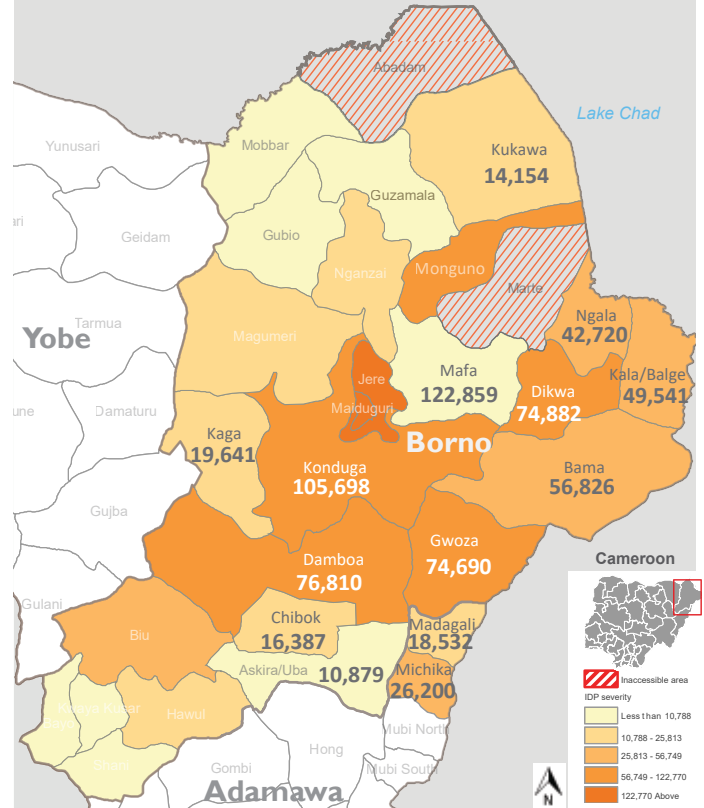 Abadam
Lake Chad
Kukawa
14,154
Yunusari
Mobbar
Guzamala
Geidam
Gubio
Nganzai
Monguno
Marte
Tarmua
Yobe
Magumeri
Ngala
42,720
Mafa
122,859
Jere
Maiduguri
Dikwa
74,882
Kala/Balge
49,541
Damaturu
Kaga
19,641
Borno
Konduga
105,698
Bama
56,826
Gujba
Gwoza
74,690
Damboa
76,810
Cameroon
Gulani
Chibok
16,387
Madagali
18,532
Biu
Askira/Uba
10,879
Michika
26,200
Hawul
Mubi North
Hong
Mubi South
Gombi
Adamawa
Inaccessible area
IDP severity
Less than 10,788
10,788 - 25,813
25,813 - 56,749
56,749 - 122,770
122,770 Above
N